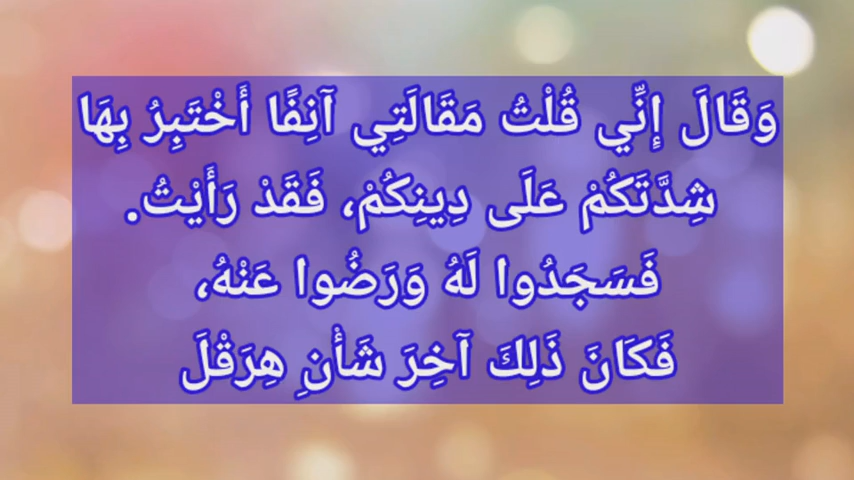 وَقَالَ إِنِّي قُلْتُ مَقَالَتِي آنِفًا أَخْتَبِرُ بِهَا
شِدَّتَكُمْ عَلَى دِينِكُمْ، فَقَدْ رَأَيْتُ.
فَسَجَدُوا لَهُ وَرَضُوا عَنْهُ،
فَكَانَ ذَلِكَ آخِرَ شَأْنِ هِرَقْلَ